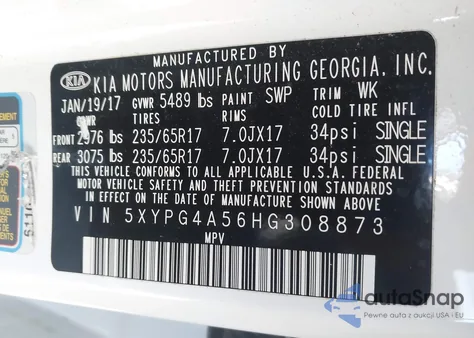 MANUFACTURED BY
KIA KIA MOTORS MANUFACTURING GEORGIA, INC.
JAN/19/17 GVWR 5489 lbs PAINT SWP TRIM WK
GWR TIRES RIMS COLD TIRE INFL
FRONT 2976 lbs 235/65R17 7.0JX17 34psi SINGLE
REAR 3075 lbs 235/65R17 7.0JX17 34psi SINGLE
THIS VEHICLE CONFORMS TO ALL APPLICABLE FEDERAL
MOTOR VEHICLE SAFETY AND THEFT PREVENTION STANDARDS
IN EFFECT ON THE DATE OF MANUFACTURE SHOWN ABOVE.
VIN 5XYPG4A56HG308873
MPV
autaSnap
Pewne auta z aukcji USA i EU